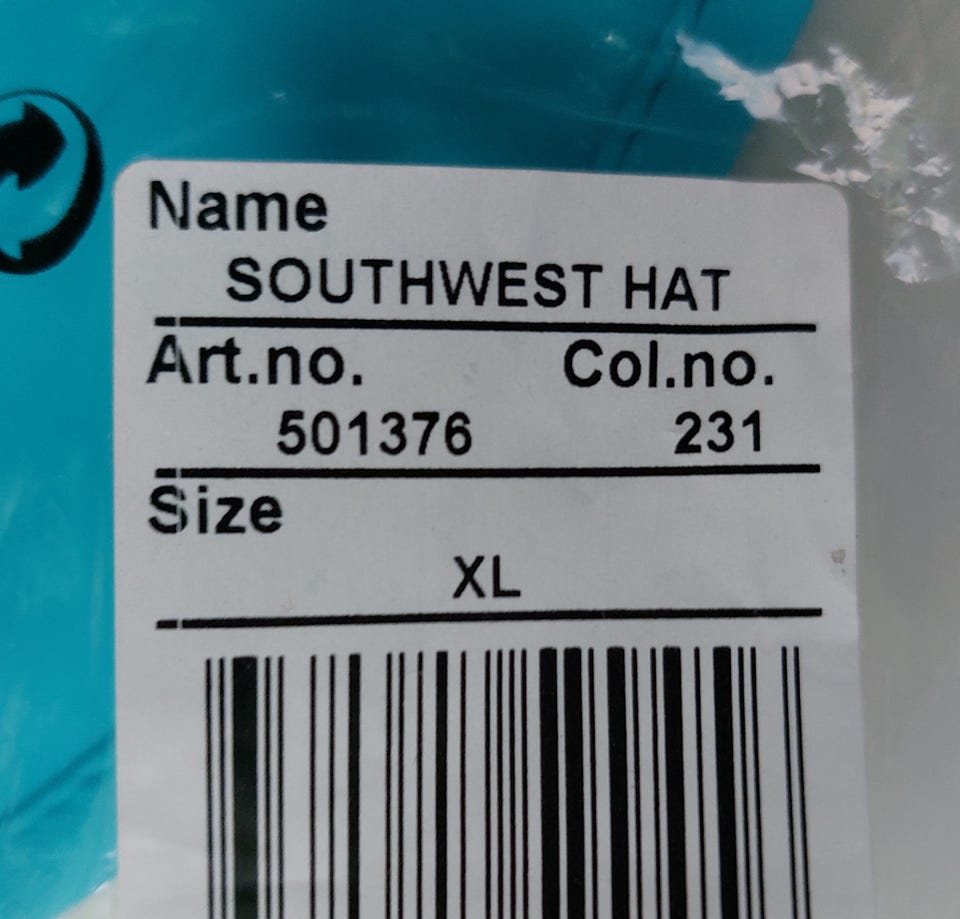 Name
SOUTHWEST HAT
Art.no. Col.no.
501376 231
Size
XL